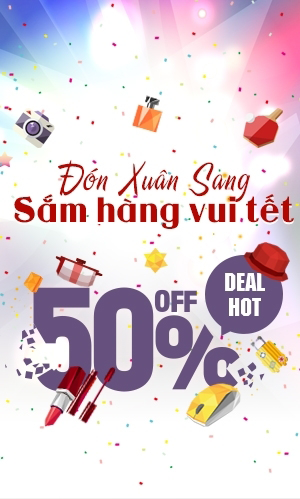 Đón Xuân Sang
Sắm hàng vui tết
50% OFF
DEAL
HOT